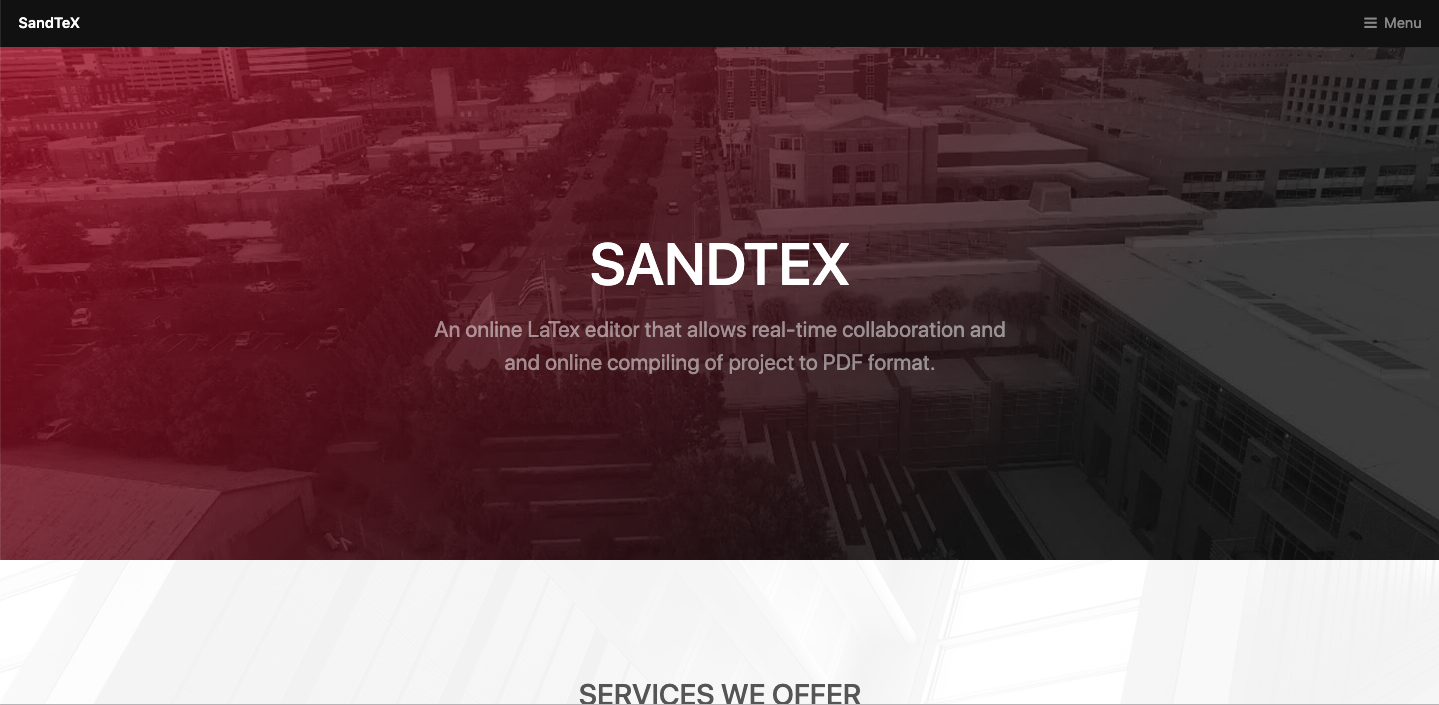 SandTeX
Menu
SANDTEX
An online LaTex editor that allows real-time collaboration and
and online compiling of project to PDF format.
SERVICES WE OFFER